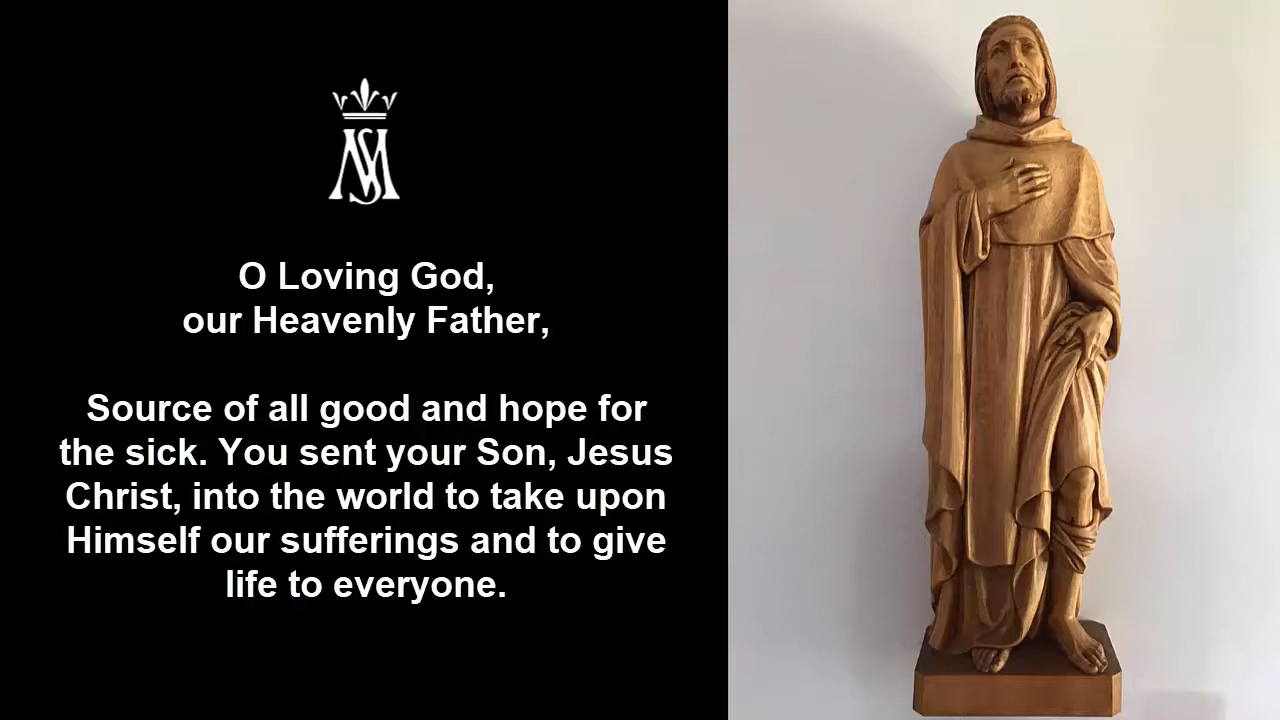 O Loving God,
our Heavenly Father,
Source of all good and hope for
the sick. You sent your Son, Jesus
Christ, into the world to take upon
Himself our sufferings and to give
life to everyone.